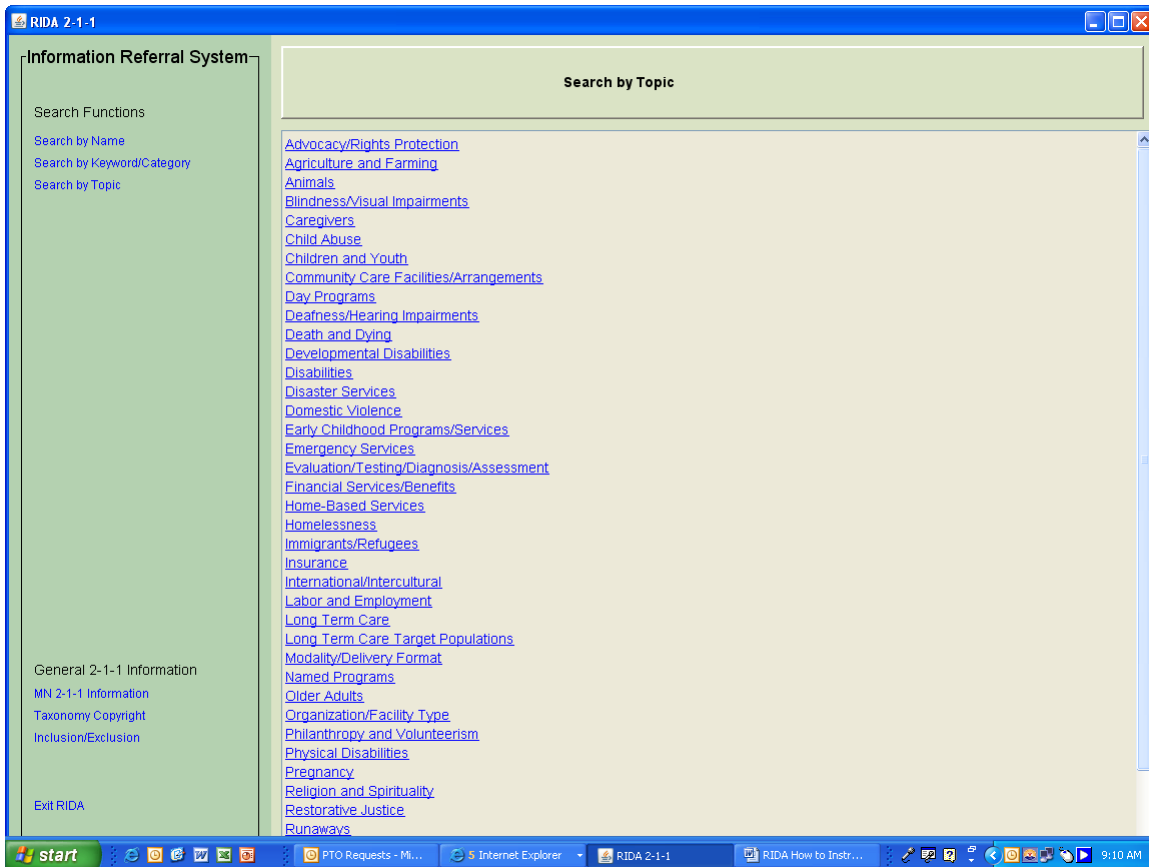 RIDA 2-1-1
Information Referral System
Search Functions
Search by Name
Search by Keyword/Category
Search by Topic
General 2-1-1 Information
MN 2-1-1 Information
Taxonomy Copyright
Inclusion/Exclusion
Exit RIDA
Search by Topic
Advocacy/Rights Protection
Agriculture and Farming
Animals
Blindness/Visual Impairments
Caregivers
Child Abuse
Children and Youth
Community Care Facilities/Arrangements
Day Programs
Deafness/Hearing Impairments
Death and Dying
Developmental Disabilities
Disabilities
Disaster Services
Domestic Violence
Early Childhood Programs/Services
Emergency Services
Evaluation/Testing/Diagnosis/Assessment
Financial Services/Benefits
Home-Based Services
Homelessness
Immigrants/Refugees
Insurance
International/Intercultural
Labor and Employment
Long Term Care
Long Term Care Target Populations
Modality/Delivery Format
Named Programs
Older Adults
Organization/Facility Type
Philanthropy and Volunteerism
Physical Disabilities
Pregnancy
Religion and Spirituality
Restorative Justice
Runaways
start
PTO Requests - Mi...
5 Internet Explorer
RIDA 2-1-1
RIDA How to Instr...
9:10 AM